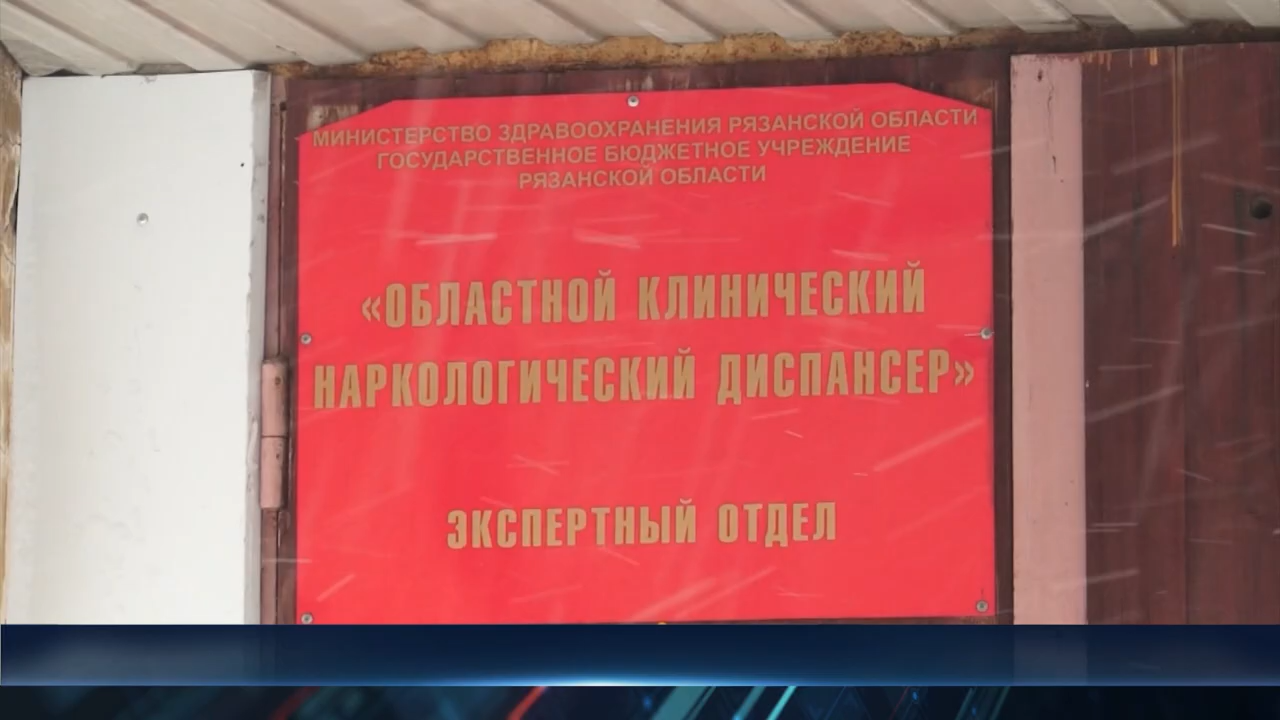 МИНИСТЕРСТВО ЗДРАВООХРАНЕНИЯ РЯЗАНСКОЙ ОБЛАСТИ
ГОСУДАРСТВЕННОЕ БЮДЖЕТНОЕ УЧРЕЖДЕНИЕ
РЯЗАНСКОЙ ОБЛАСТИ
«ОБЛАСТНОЙ КЛИНИЧЕСКИЙ
НАРКОЛОГИЧЕСКИЙ ДИСПАНСЕР»
ЭКСПЕРТНЫЙ ОТДЕЛ